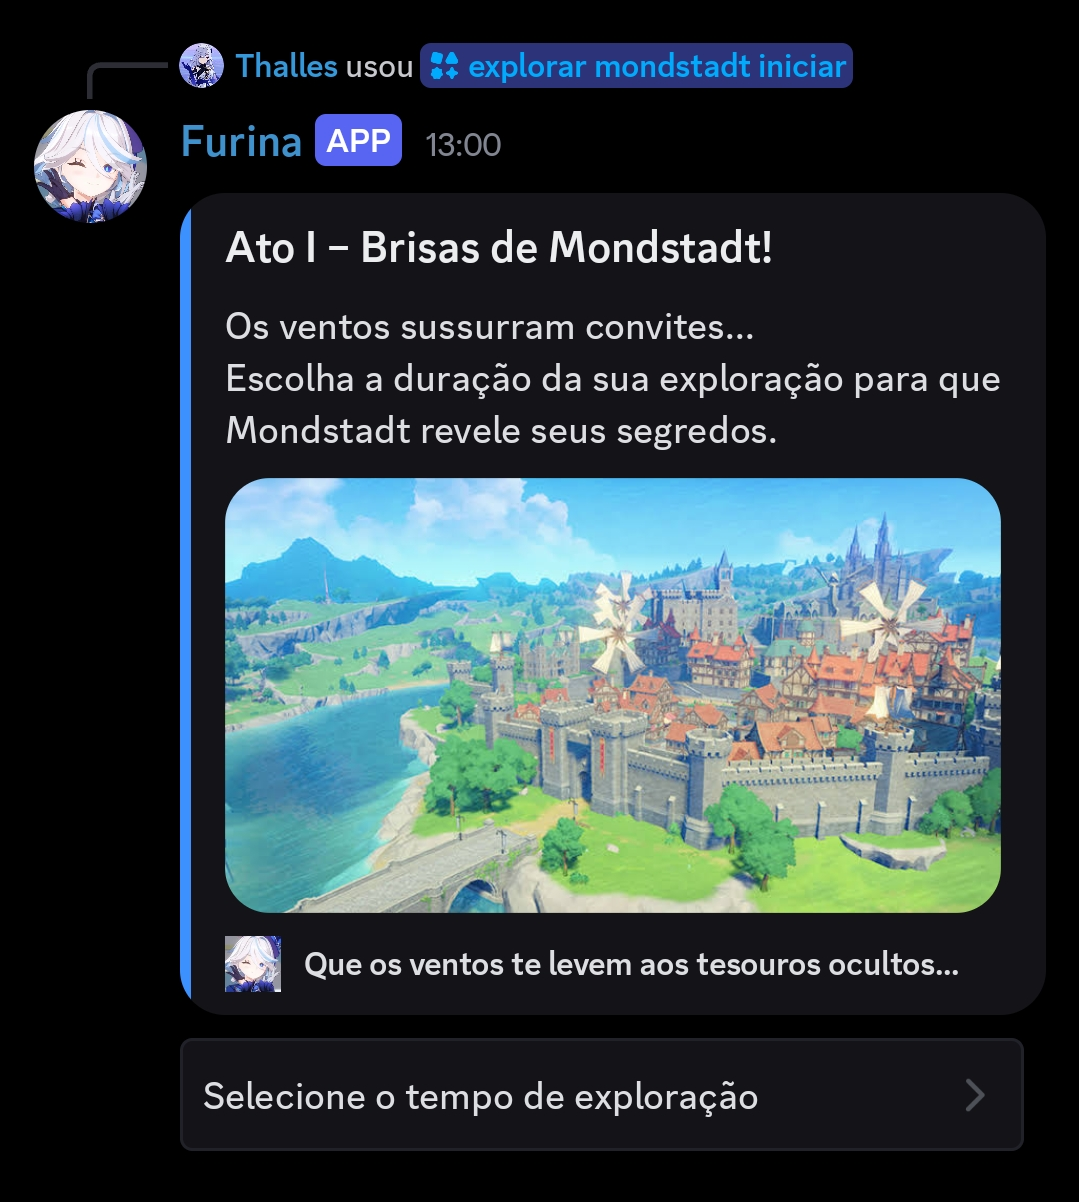 Thalles usou explorar mondstadt iniciar
Furina APP 13:00
Ato I – Brisas de Mondstadt!
Os ventos sussurram convites...
Escolha a duração da sua exploração para que
Mondstadt revele seus segredos.
Que os ventos te levem aos tesouros ocultos...
Selecione o tempo de exploração